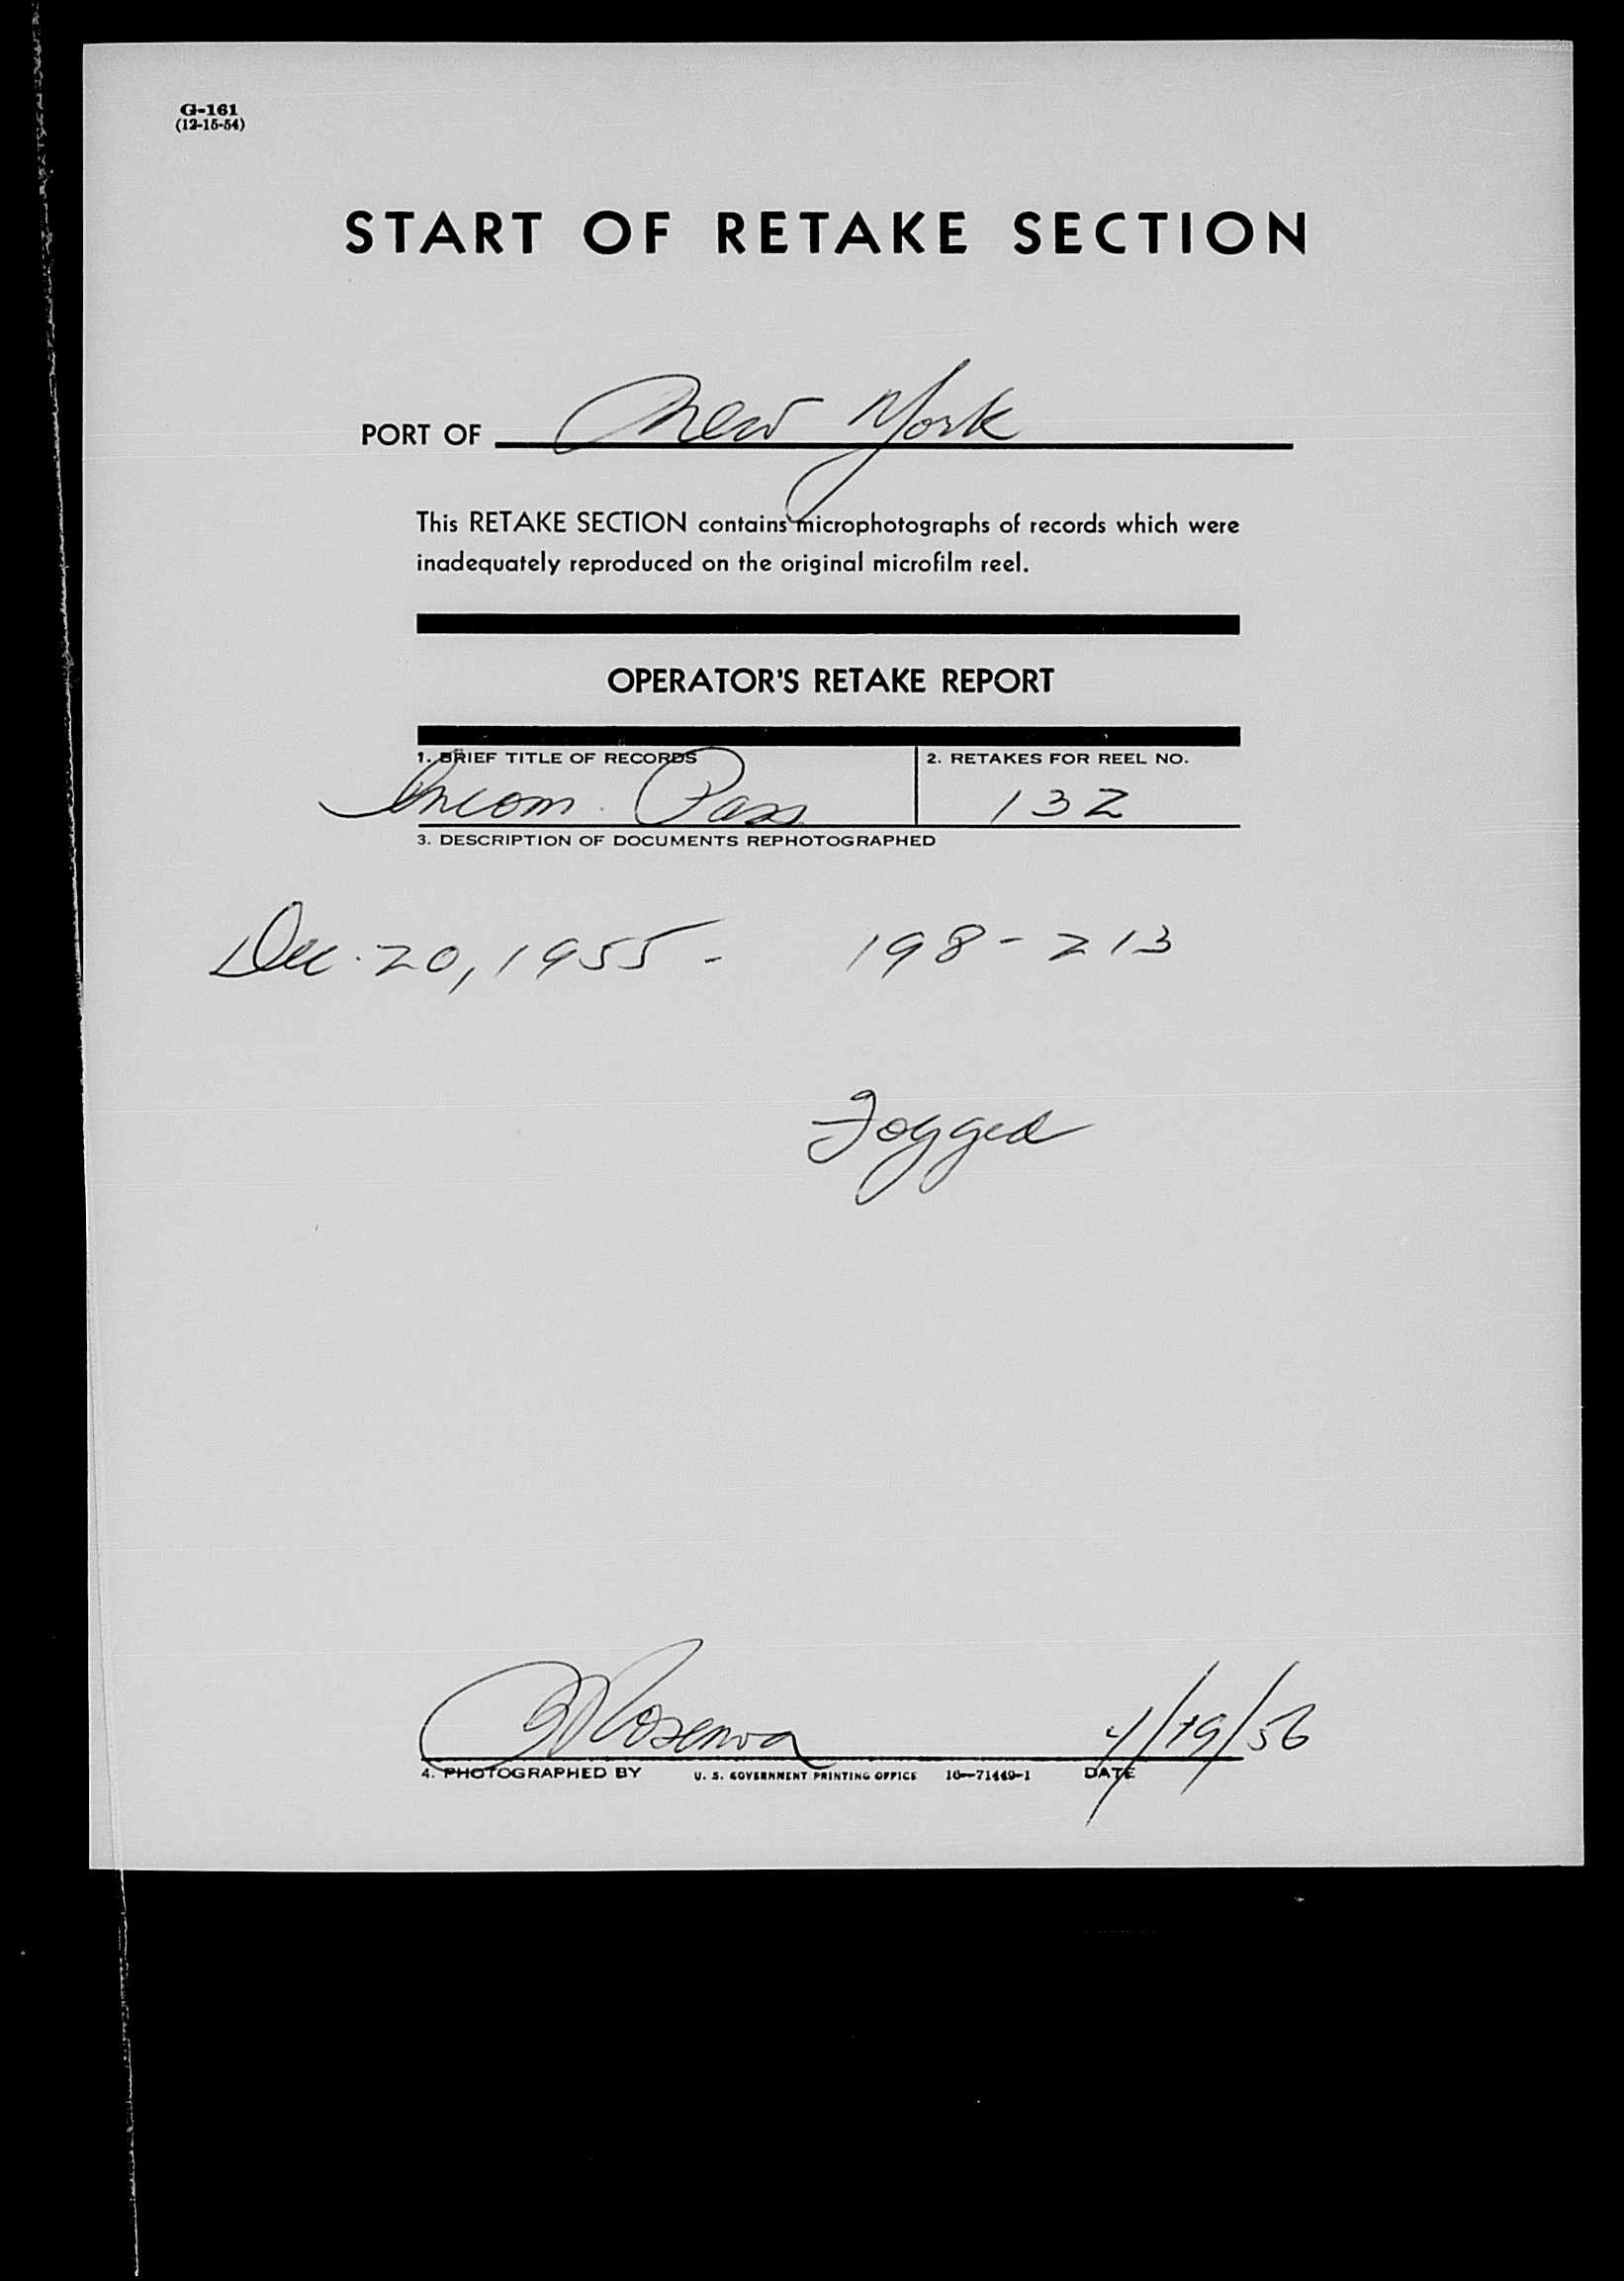 G-161
(12-15-54)
START OF RETAKE SECTION
PORT OF New York
This RETAKE SECTION contains microphotographs of records which were
inadequately reproduced on the original microfilm reel.
OPERATOR'S RETAKE REPORT
1. BRIEF TITLE OF RECORDS 2. RETAKES FOR REEL NO.
Incom. Pass 132
3. DESCRIPTION OF DOCUMENTS REPHOTOGRAPHED
Dec. 20, 1955 - 198 - 213
Fogged
4/19/56
4. PHOTOGRAPHED BY U. S. GOVERNMENT PRINTING OFFICE 16—71449-1 DATE